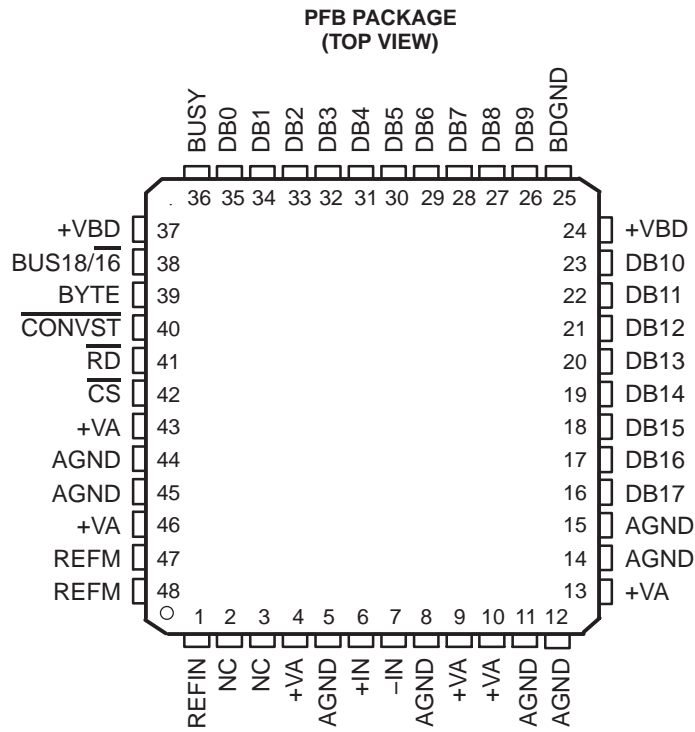 PFB PACKAGE
(TOP VIEW)
BUSY
DB0
DB1
DB2
DB3
DB4
DB5
DB6
DB7
DB8
DB9
BDGND
36 35 34 33 32 31 30 29 28 27 26 25
+VBD 37
BUS18/1̅6̅ 38
BYTE 39
C̅O̅N̅V̅S̅T̅ 40
R̅D̅ 41
C̅S̅ 42
+VA 43
AGND 44
AGND 45
+VA 46
REFM 47
REFM 48
24 +VBD
23 DB10
22 DB11
21 DB12
20 DB13
19 DB14
18 DB15
17 DB16
16 DB17
15 AGND
14 AGND
13 +VA
1 2 3 4 5 6 7 8 9 10 11 12
REFIN
NC
NC
+VA
AGND
+IN
−IN
AGND
+VA
+VA
AGND
AGND